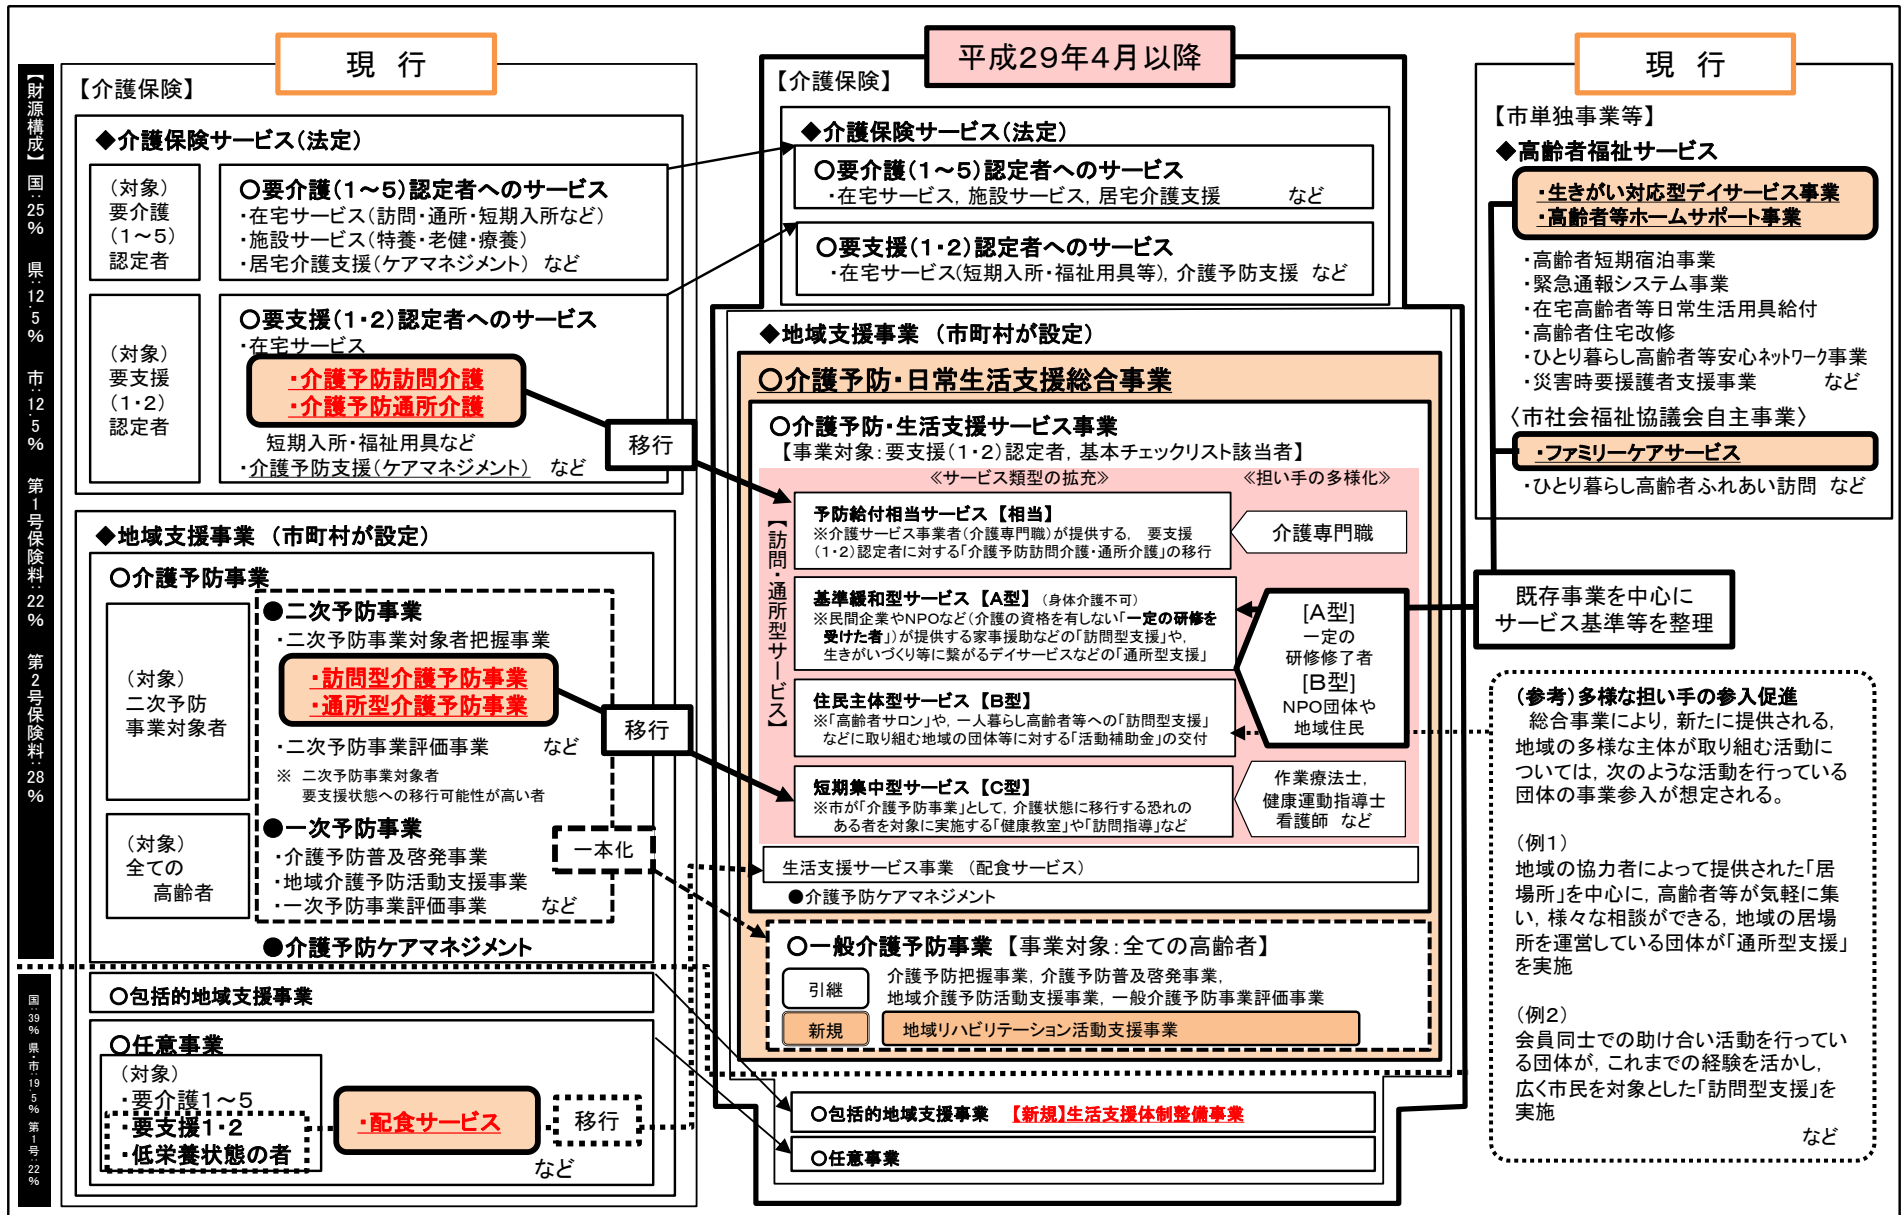 現 行
【財源構成】国:25% 県:12.5% 市:12.5% 第1号保険料:22% 第2号保険料:28%
国:39% 県・市:19.5% 第1号:22%
【介護保険】
◆介護保険サービス(法定)
(対象)
要介護
(1～5)
認定者
○要介護(1～5)認定者へのサービス
・在宅サービス(訪問・通所・短期入所など)
・施設サービス(特養・老健・療養)
・居宅介護支援(ケアマネジメント) など
(対象)
要支援
(1・2)
認定者
○要支援(1・2)認定者へのサービス
・在宅サービス
・介護予防訪問介護
・介護予防通所介護
短期入所・福祉用具など
・介護予防支援(ケアマネジメント) など
移行
◆地域支援事業 (市町村が設定)
○介護予防事業
(対象)
二次予防
事業対象者
●二次予防事業
・二次予防事業対象者把握事業
・訪問型介護予防事業
・通所型介護予防事業
・二次予防事業評価事業 など
※ 二次予防事業対象者
要支援状態への移行可能性が高い者
移行
(対象)
全ての
高齢者
●一次予防事業
・介護予防普及啓発事業
・地域介護予防活動支援事業
・一次予防事業評価事業 など
一本化
●介護予防ケアマネジメント
○包括的地域支援事業
○任意事業
(対象)
・要介護1～5
・要支援1・2
・低栄養状態の者
・配食サービス
移行
など
平成29年4月以降
【介護保険】
◆介護保険サービス(法定)
○要介護(1～5)認定者へのサービス
・在宅サービス, 施設サービス, 居宅介護支援 など
○要支援(1・2)認定者へのサービス
・在宅サービス(短期入所・福祉用具等), 介護予防支援 など
◆地域支援事業 (市町村が設定)
○介護予防・日常生活支援総合事業
○介護予防・生活支援サービス事業
【事業対象:要支援(1・2)認定者, 基本チェックリスト該当者】
≪サービス類型の拡充≫ ≪担い手の多様化≫
【訪問・通所型サービス】
予防給付相当サービス 【相当】
※介護サービス事業者(介護専門職)が提供する, 要支援
(1・2)認定者に対する「介護予防訪問介護・通所介護」の移行
介護専門職
基準緩和型サービス 【A型】 (身体介護不可)
※民間企業やNPOなど(介護の資格を有しない「一定の研修を
受けた者」)が提供する家事援助などの「訪問型支援」や,
生きがいづくり等に繋がるデイサービスなどの「通所型支援」
住民主体型サービス 【B型】
※「高齢者サロン」や, 一人暮らし高齢者等への「訪問型支援」
などに取り組む地域の団体等に対する「活動補助金」の交付
[A型]
一定の
研修修了者
[B型]
NPO団体や
地域住民
短期集中型サービス 【C型】
※市が「介護予防事業」として, 介護状態に移行する恐れの
ある者を対象に実施する「健康教室」や「訪問指導」など
作業療法士,
健康運動指導士
看護師 など
生活支援サービス事業 (配食サービス)
●介護予防ケアマネジメント
○一般介護予防事業 【事業対象:全ての高齢者】
引継
介護予防把握事業, 介護予防普及啓発事業,
地域介護予防活動支援事業, 一般介護予防事業評価事業
新規
地域リハビリテーション活動支援事業
○包括的地域支援事業 【新規】生活支援体制整備事業
○任意事業
現 行
【市単独事業等】
◆高齢者福祉サービス
・生きがい対応型デイサービス事業
・高齢者等ホームサポート事業
・高齢者短期宿泊事業
・緊急通報システム事業
・在宅高齢者等日常生活用具給付
・高齢者住宅改修
・ひとり暮らし高齢者等安心ネットワーク事業
・災害時要援護者支援事業 など
〈市社会福祉協議会自主事業〉
・ファミリーケアサービス
・ひとり暮らし高齢者ふれあい訪問 など
既存事業を中心に
サービス基準等を整理
(参考)多様な担い手の参入促進
総合事業により, 新たに提供される,
地域の多様な主体が取り組む活動に
ついては, 次のような活動を行っている
団体の事業参入が想定される。
(例1)
地域の協力者によって提供された「居
場所」を中心に, 高齢者等が気軽に集
い, 様々な相談ができる, 地域の居場
所を運営している団体が「通所型支援」
を実施
(例2)
会員同士での助け合い活動を行ってい
る団体が, これまでの経験を活かし,
広く市民を対象とした「訪問型支援」を
実施
など